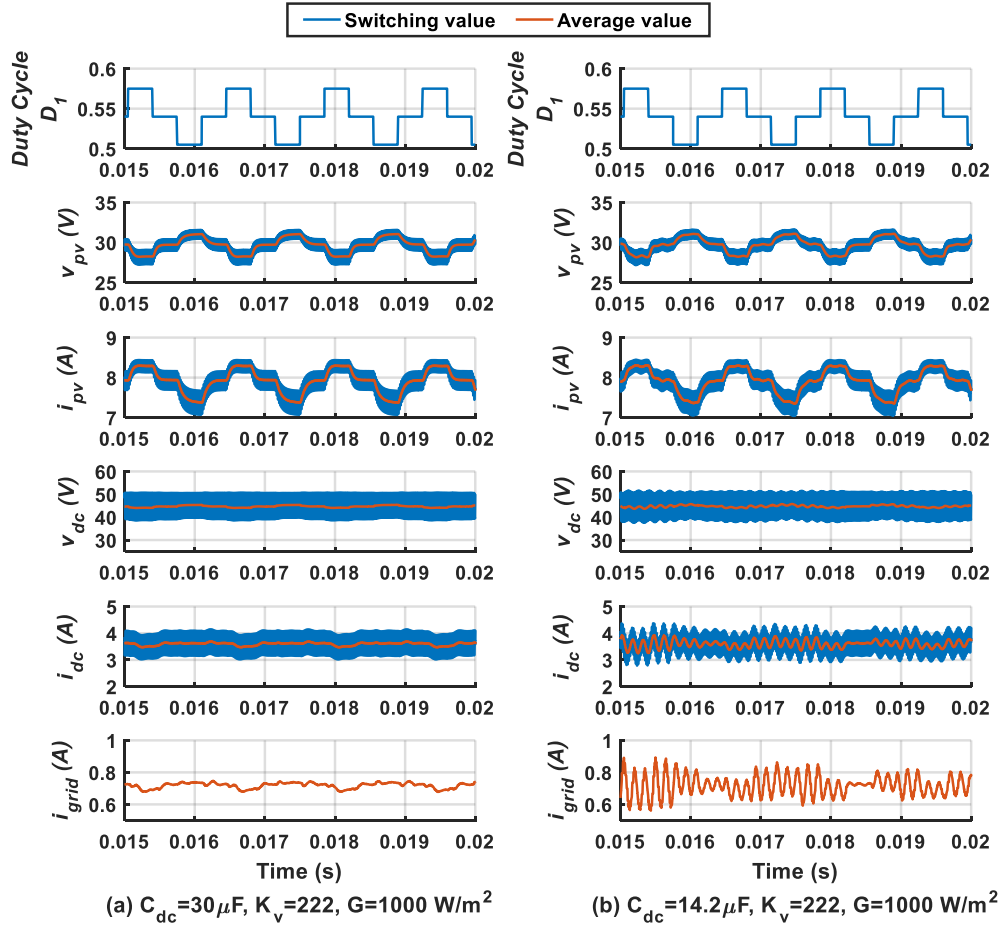 Switching value Average value
Duty Cycle
D1
0.6
0.55
0.5
0.015 0.016 0.017 0.018 0.019 0.02
vpv (V)
35
30
25
0.015 0.016 0.017 0.018 0.019 0.02
ipv (A)
9
8
7
0.015 0.016 0.017 0.018 0.019 0.02
vdc (V)
60
50
40
30
0.015 0.016 0.017 0.018 0.019 0.02
idc (A)
5
4
3
2
0.015 0.016 0.017 0.018 0.019 0.02
igrid (A)
1
0.8
0.6
0.015 0.016 0.017 0.018 0.019 0.02
Time (s)
(a) Cdc=30μF, Kv=222, G=1000 W/m²
Duty Cycle
D1
0.6
0.55
0.5
0.015 0.016 0.017 0.018 0.019 0.02
vpv (V)
35
30
25
0.015 0.016 0.017 0.018 0.019 0.02
ipv (A)
9
8
7
0.015 0.016 0.017 0.018 0.019 0.02
vdc (V)
60
50
40
30
0.015 0.016 0.017 0.018 0.019 0.02
idc (A)
5
4
3
2
0.015 0.016 0.017 0.018 0.019 0.02
igrid (A)
1
0.8
0.6
0.015 0.016 0.017 0.018 0.019 0.02
Time (s)
(b) Cdc=14.2μF, Kv=222, G=1000 W/m²